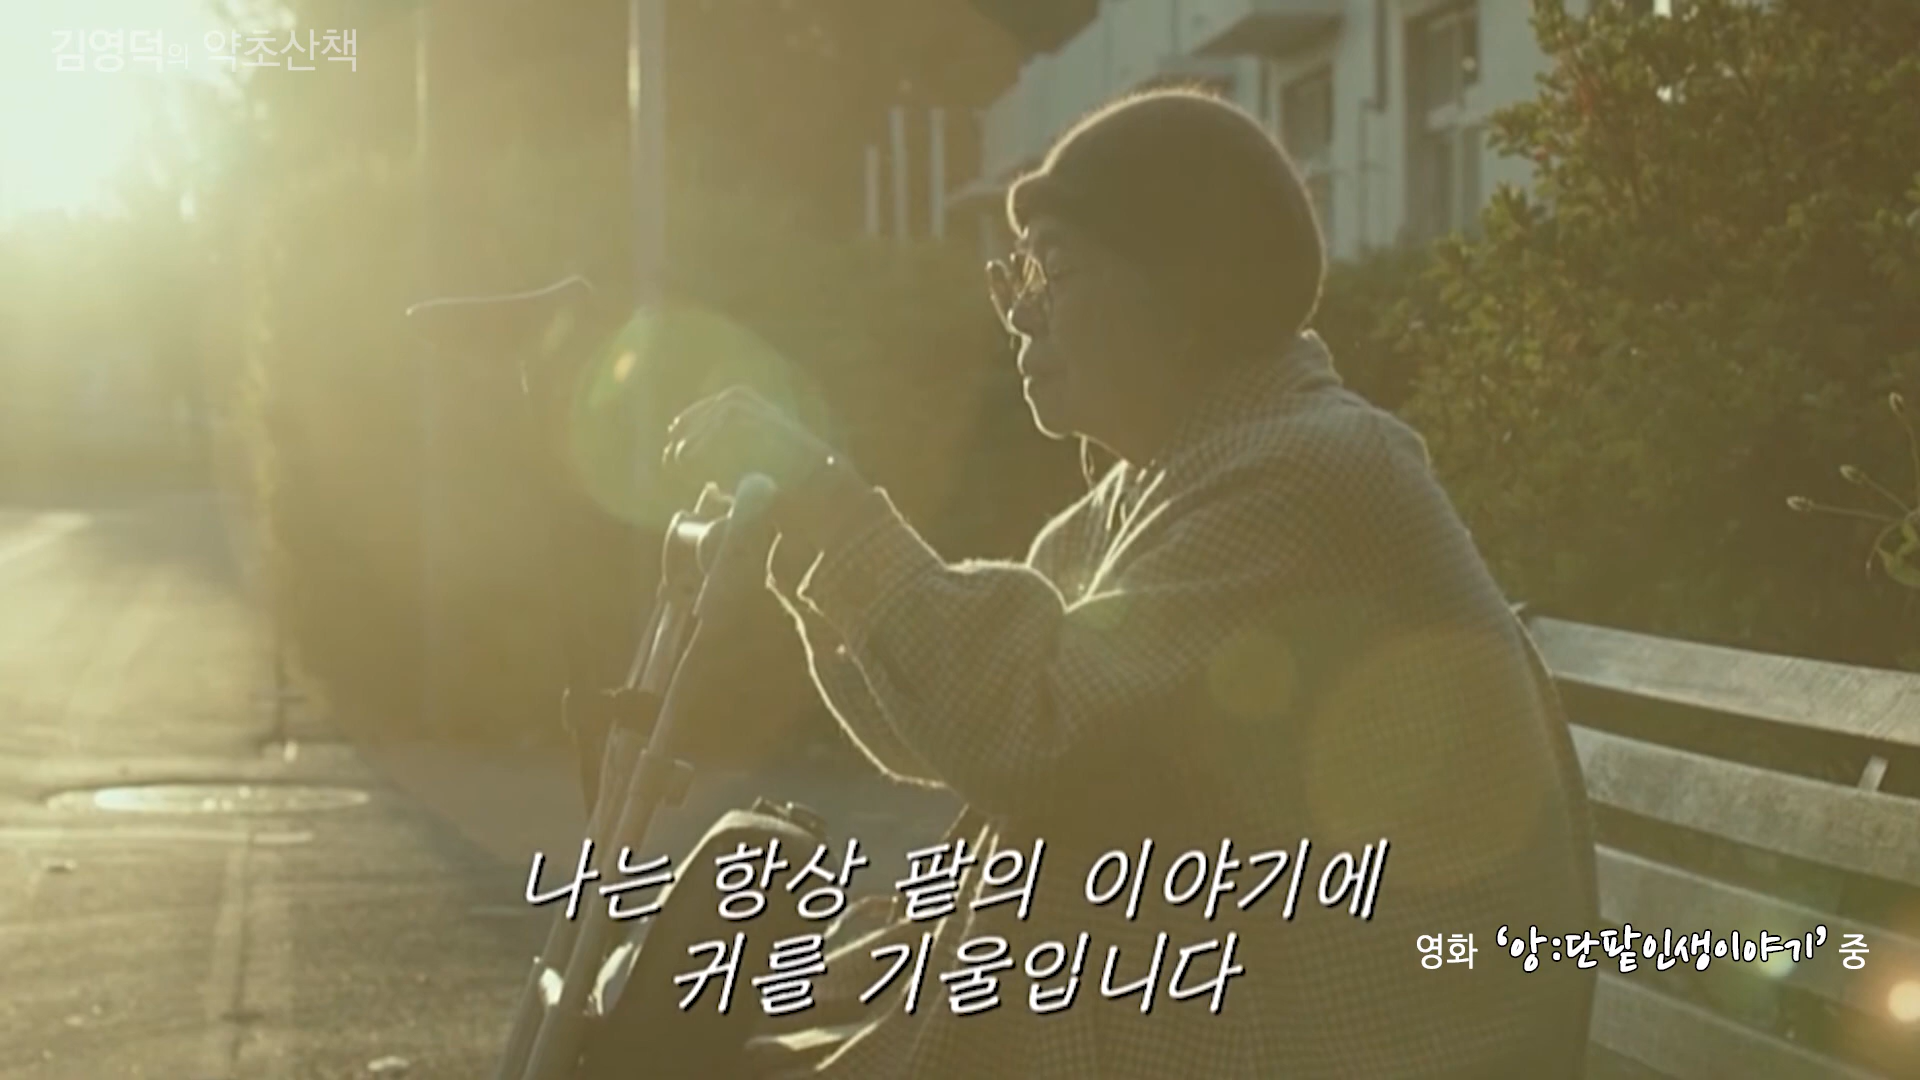 김영덕의 약초산책
나는 항상 팥의 이야기에
귀를 기울입니다
영화 ‘앙:단팥인생이야기’ 중